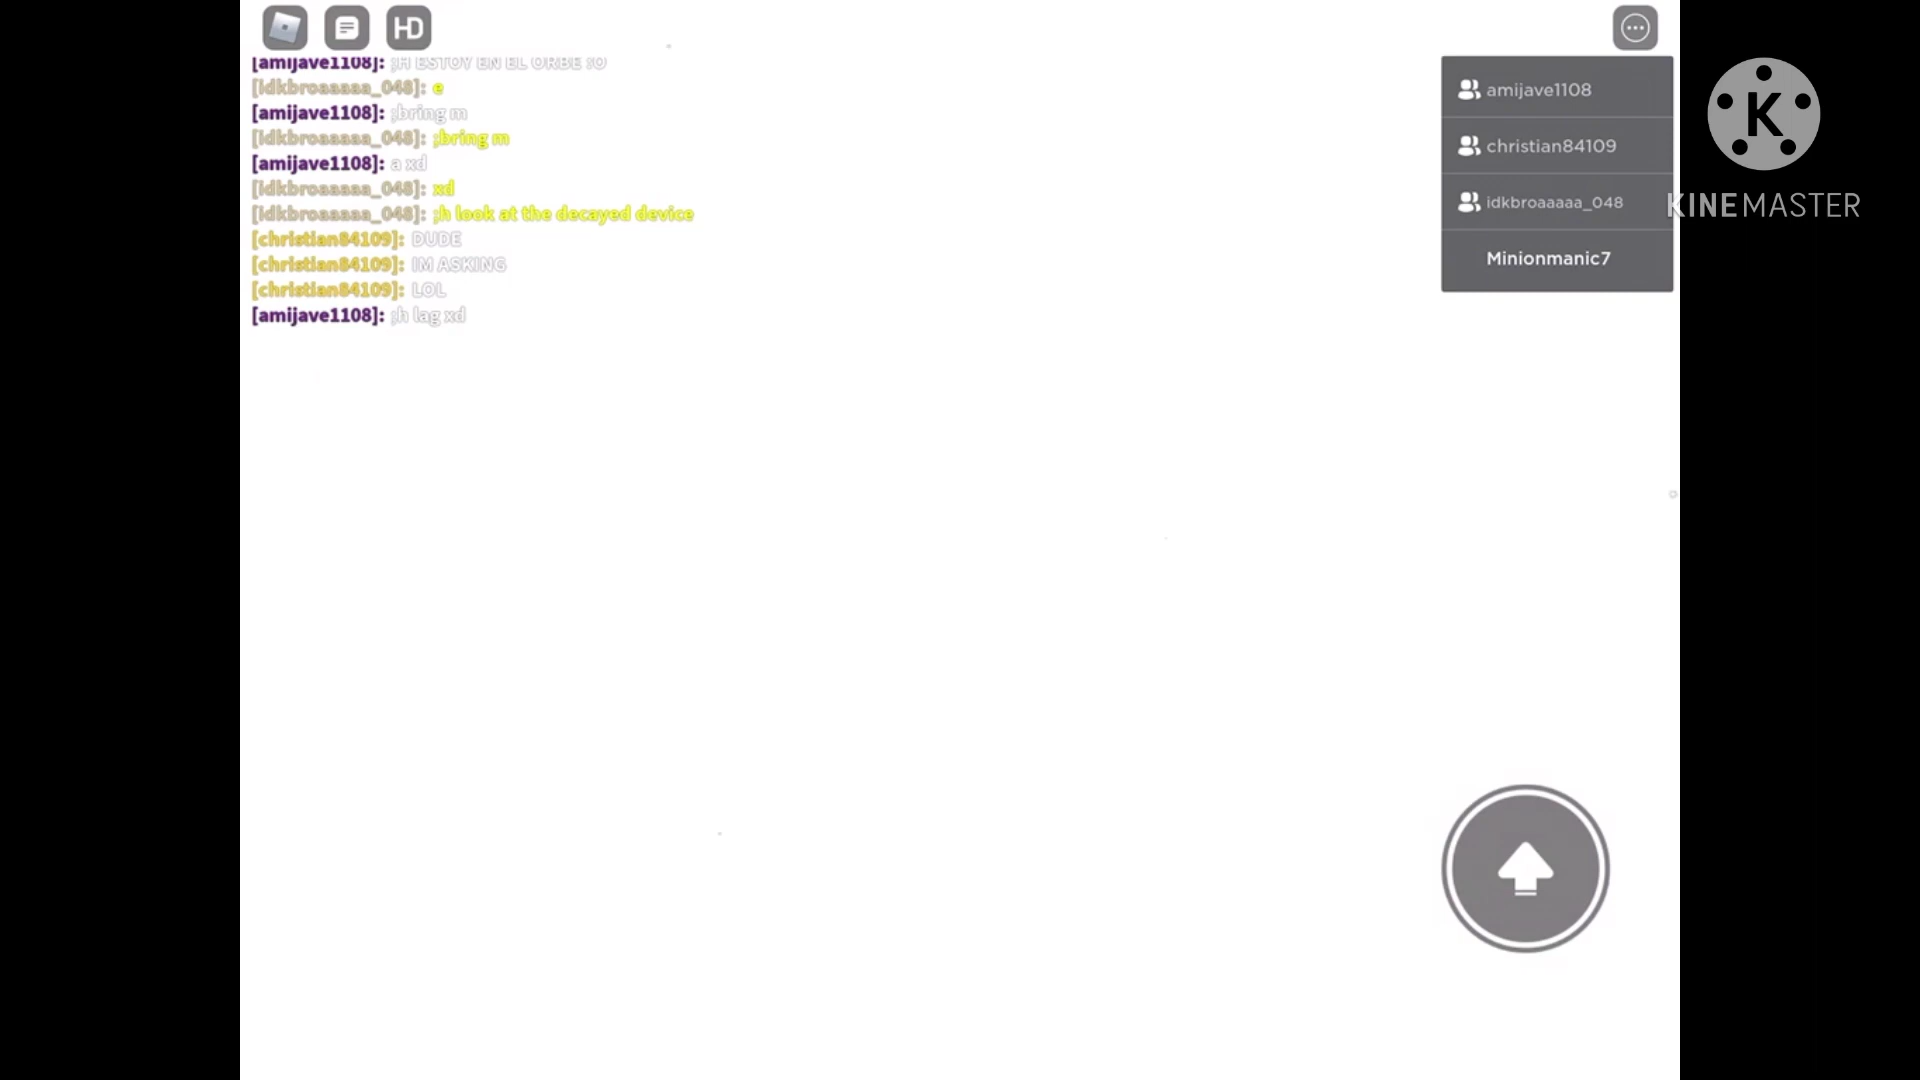 HD
[amijave1108]: ;H ESTOY EN EL ORBE :O
[idkbroaaaaa_048]: e
[amijave1108]: ;bring m
[idkbroaaaaa_048]: ;bring m
[amijave1108]: a xd
[idkbroaaaaa_048]: xd
[idkbroaaaaa_048]: ;h look at the decayed device
[christian84109]: DUDE
[christian84109]: IM ASKING
[christian84109]: LOL
[amijave1108]: ;h lag xd
amijave1108
christian84109
idkbroaaaaa_048
Minionmanic7
K
KINEMASTER